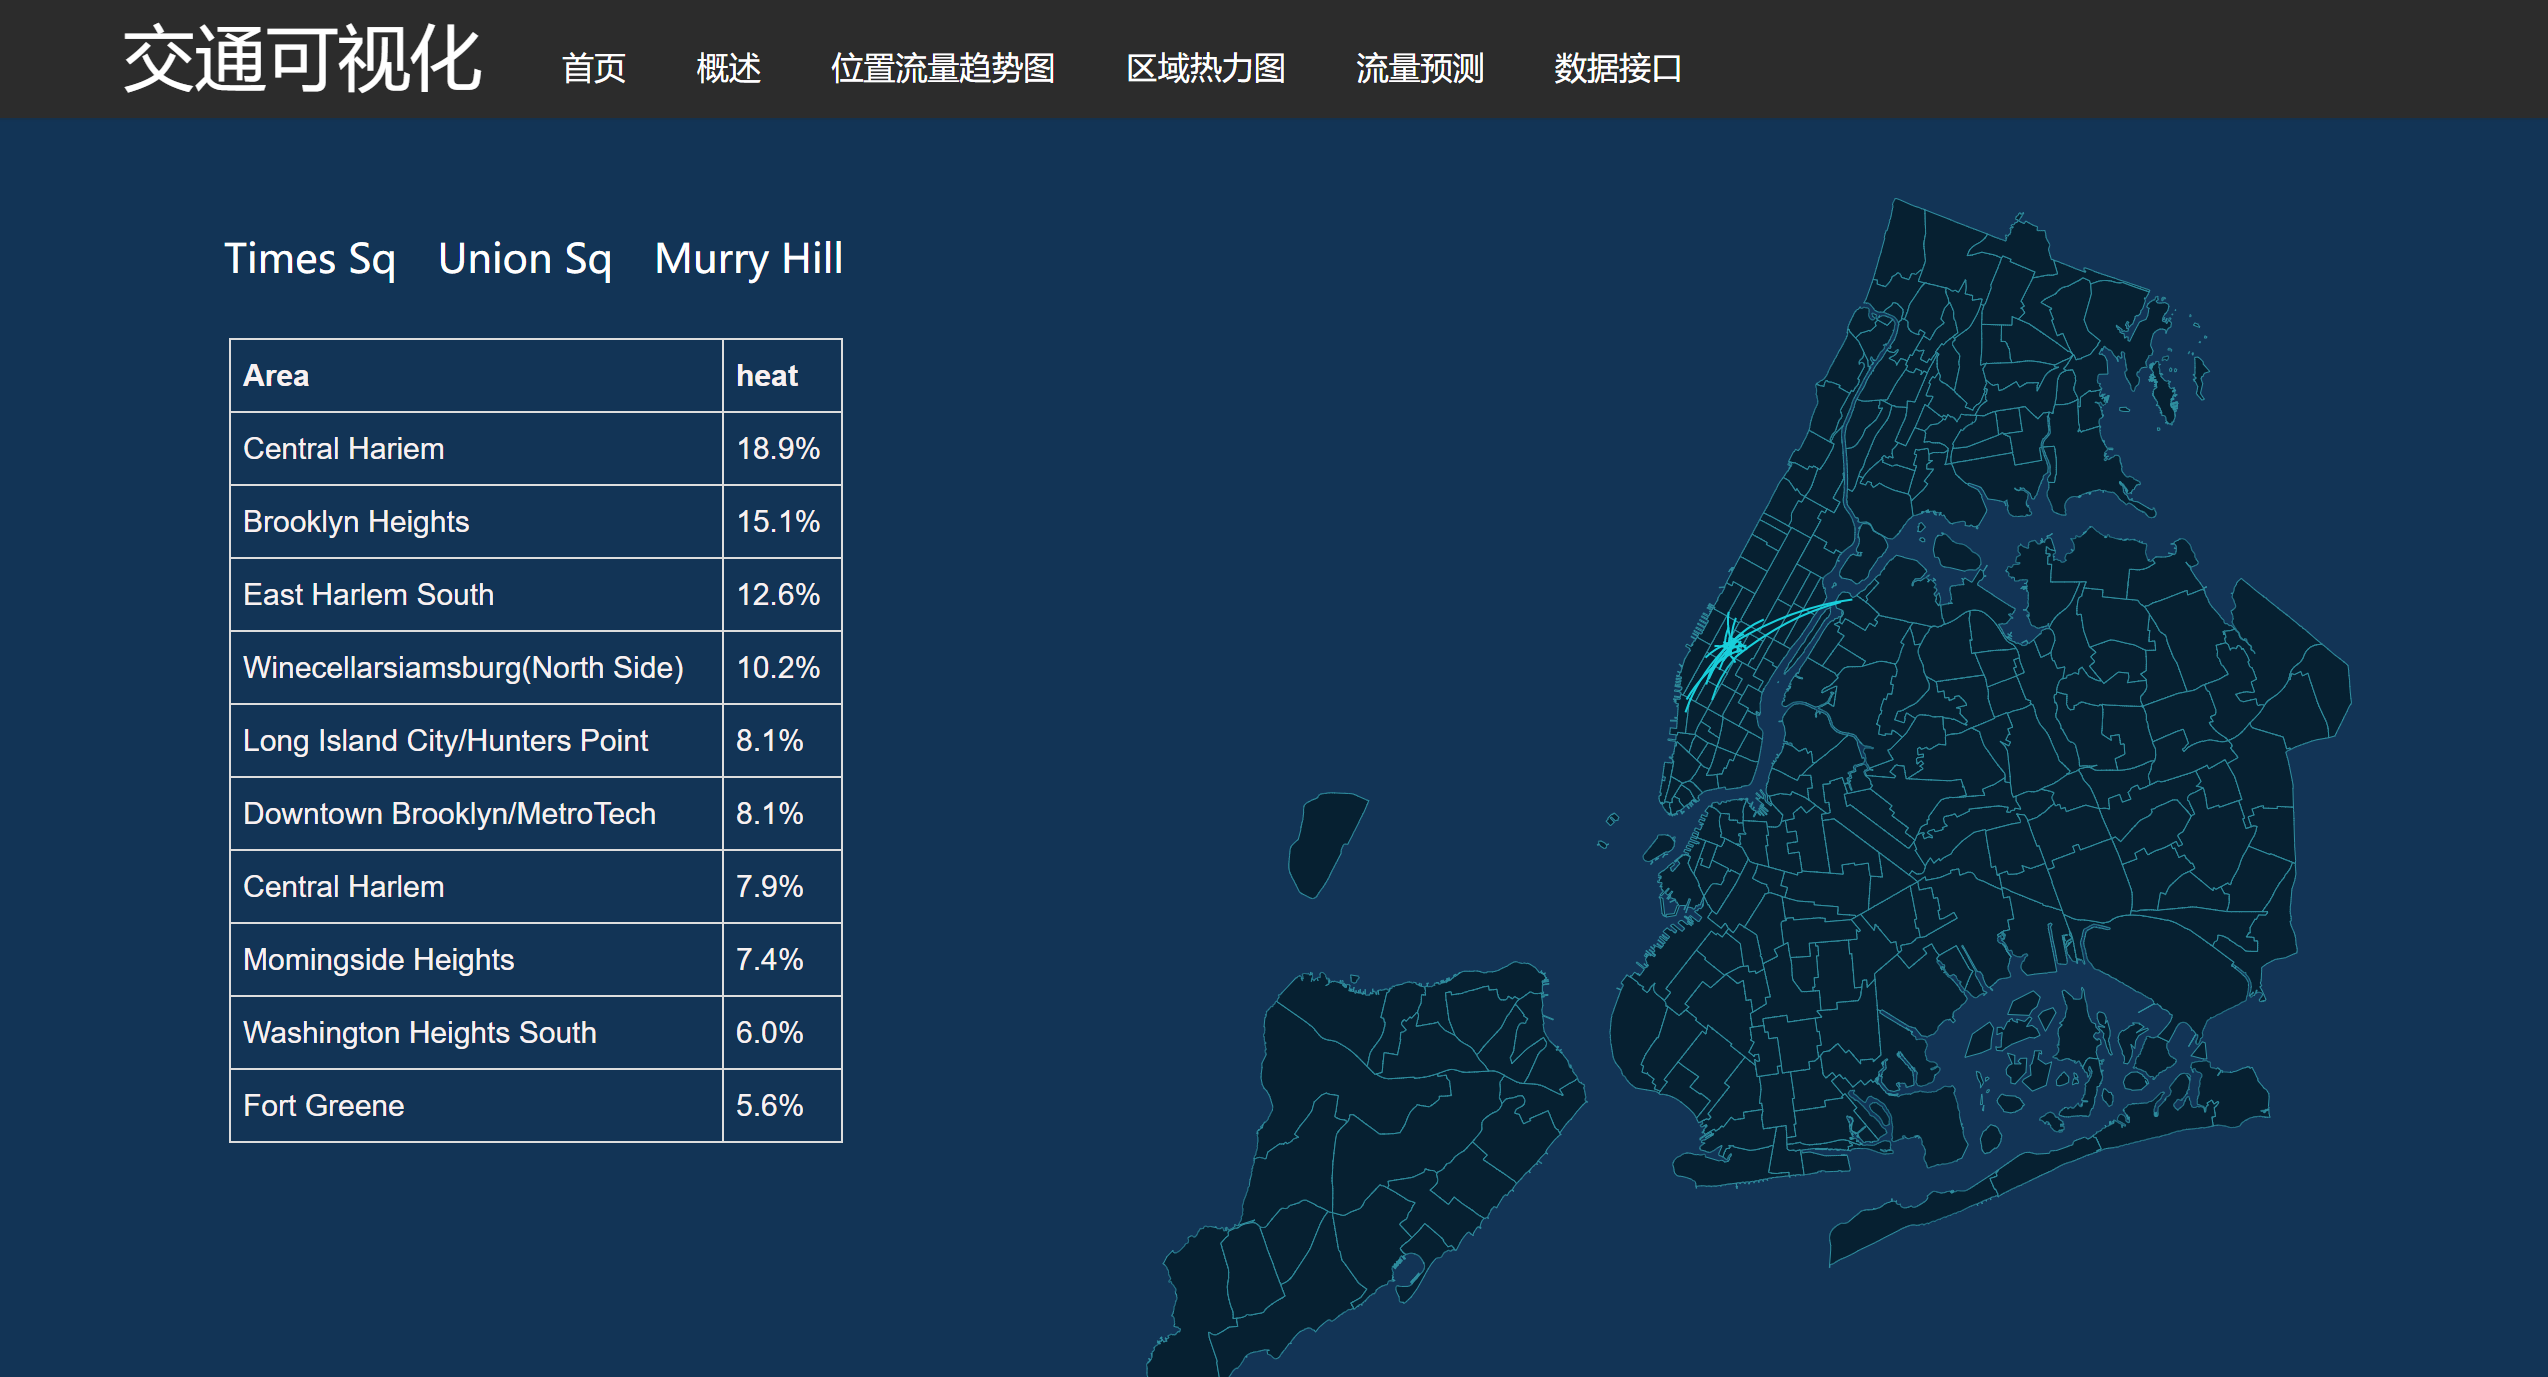 交通可视化 首页 概述 位置流量趋势图 区域热力图 流量预测 数据接口
Times Sq Union Sq Murry Hill
Area heat
Central Hariem 18.9%
Brooklyn Heights 15.1%
East Harlem South 12.6%
Winecellarsiamsburg(North Side) 10.2%
Long Island City/Hunters Point 8.1%
Downtown Brooklyn/MetroTech 8.1%
Central Harlem 7.9%
Momingside Heights 7.4%
Washington Heights South 6.0%
Fort Greene 5.6%